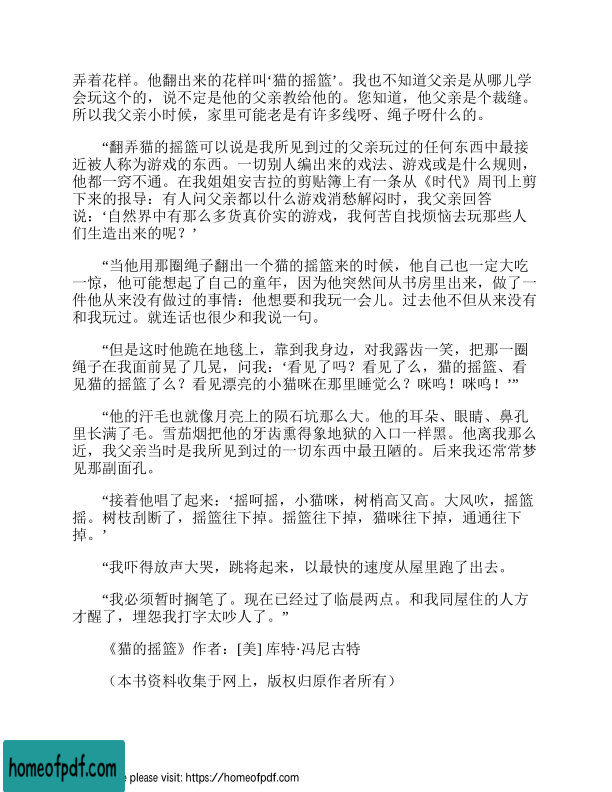 弄着花样。他翻出来的花样叫‘猫的摇篮’。我也不知道父亲是从哪儿学
会玩这个的，说不定是他的父亲教给他的。您知道，他父亲是个裁缝。
所以我父亲小时候，家里可能老是有许多线呀、绳子呀什么的。
“翻弄猫的摇篮可以说是我所见到过的父亲玩过的任何东西中最接
近被人称为游戏的东西。一切别人编出来的戏法、游戏或是什么规则，
他都一窍不通。在我姐姐安吉拉的剪贴簿上有一条从《时代》周刊上剪
下来的报导：有人问父亲都以什么游戏消愁解闷时，我父亲回答
说：‘自然界中有那么多货真价实的游戏，我何苦自找烦恼去玩那些人
们生造出来的呢？’
“当他用那圈绳子翻出一个猫的摇篮来的时候，他自己也一定大吃
一惊，他可能想起了自己的童年，因为他突然间从书房里出来，做了一
件他从来没有做过的事情：他想要和我玩一会儿。过去他不但从来没有
和我玩过。就连话也很少和我说一句。
“但是这时他跪在地毯上，靠到我身边，对我露齿一笑，把那一圈
绳子在我面前晃了几晃，问我：‘看见了吗？看见了么，猫的摇篮、看
见猫的摇篮了么？看见漂亮的小猫咪在那里睡觉么？咪呜！咪呜！’”
“他的汗毛也就像月亮上的陨石坑那么大。他的耳朵、眼睛、鼻孔
里长满了毛。雪茄烟把他的牙齿熏得象地狱的入口一样黑。他离我那么
近，我父亲当时是我所见到过的一切东西中最丑陋的。后来我还常常梦
见那副面孔。
“接着他唱了起来：‘摇呵摇，小猫咪，树梢高又高。大风吹，摇篮
摇。树枝刮断了，摇篮往下掉。摇篮往下掉，猫咪往下掉，通通往下
掉。’
“我吓得放声大哭，跳将起来，以最快的速度从屋里跑了出去。
“我必须暂时搁笔了。现在已经过了临晨两点。和我同屋住的人方
才醒了，埋怨我打字太吵人了。”
《猫的摇篮》作者：[美] 库特·冯尼古特
（本书资料收集于网上，版权归原作者所有）
homeofpdf.com
please visit: https://homeofpdf.com